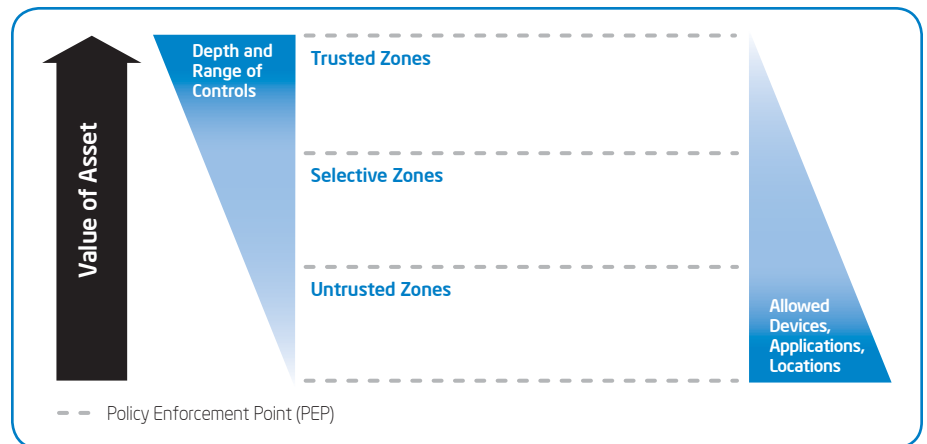 Value of Asset
Depth and
Range of
Controls
Trusted Zones
Selective Zones
Untrusted Zones
Allowed
Devices,
Applications,
Locations
Policy Enforcement Point (PEP)